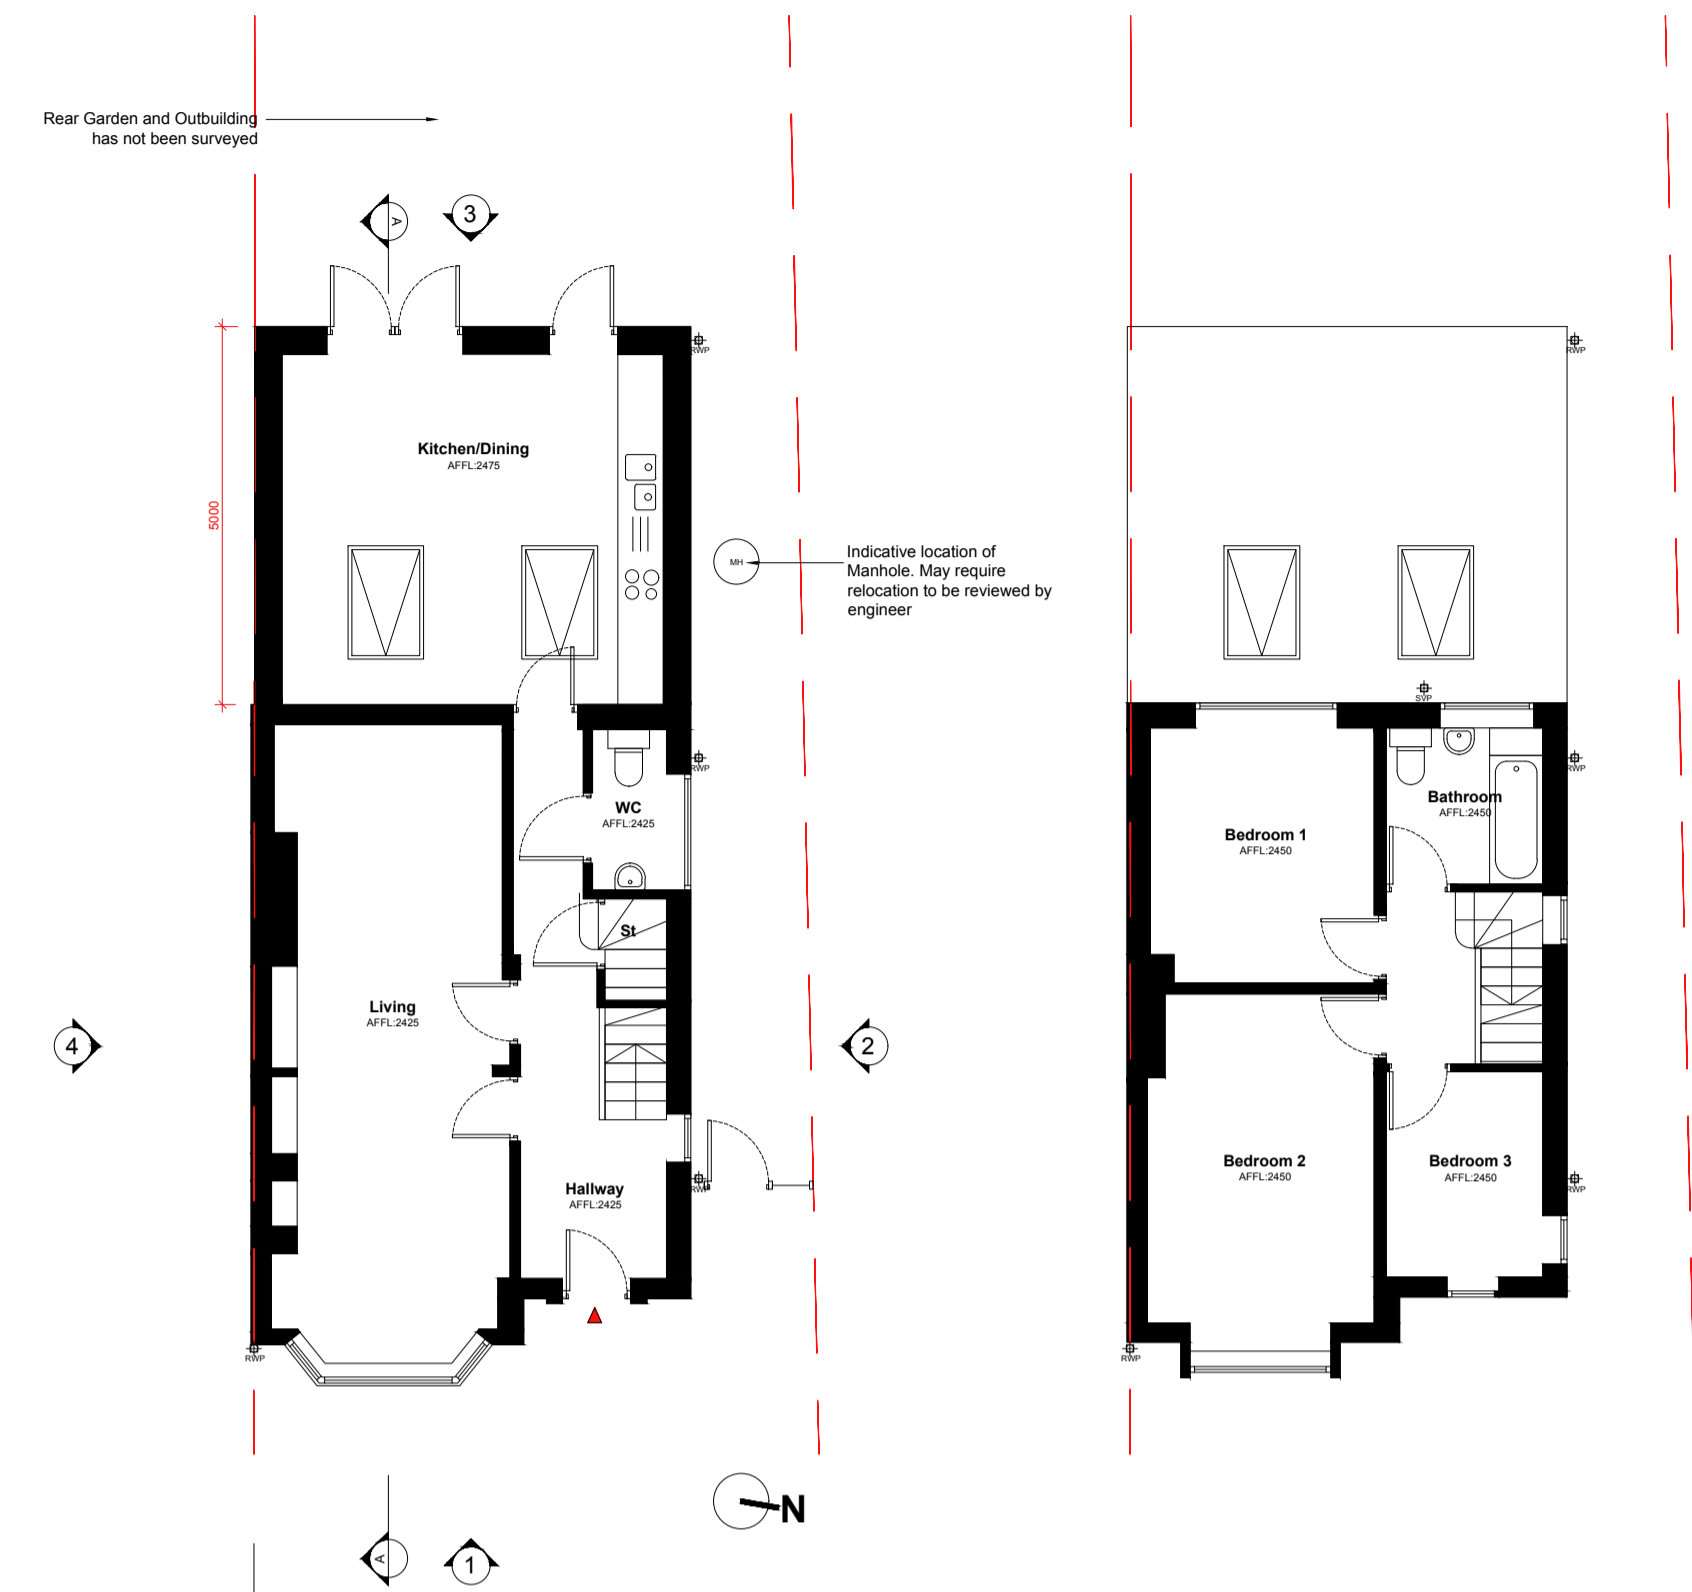 Rear Garden and Outbuilding
has not been surveyed
A
3
RWP
RWP
Kitchen/Dining
AFFL:2475
5000
MH
Indicative location of
Manhole. May require
relocation to be reviewed by
engineer
SVP
WC
AFFL:2425
RWP
Bathroom
AFFL:2450
RWP
Bedroom 1
AFFL:2450
St
Living
AFFL:2425
4
2
Hallway
AFFL:2425
RWP
Bedroom 2
AFFL:2450
Bedroom 3
AFFL:2450
RWP
RWP
RWP
N
A
1